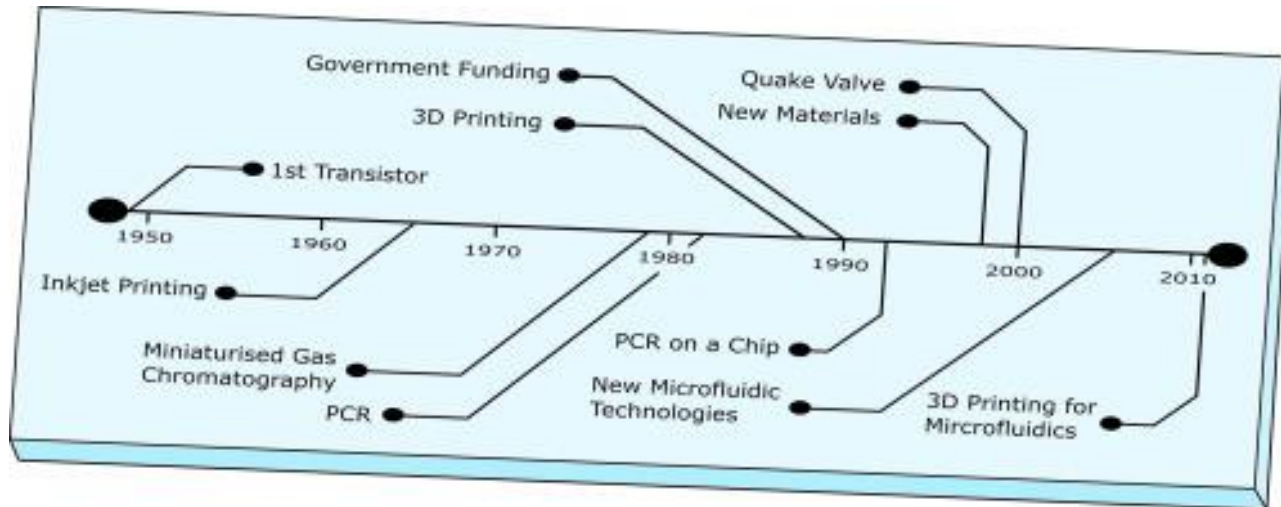 Government Funding
Quake Valve
3D Printing
New Materials
1st Transistor
1950
1960
1970
1980
1990
2000
2010
Inkjet Printing
Miniaturised Gas
Chromatography
PCR
PCR on a Chip
New Microfluidic
Technologies
3D Printing for
Mircrofluidics